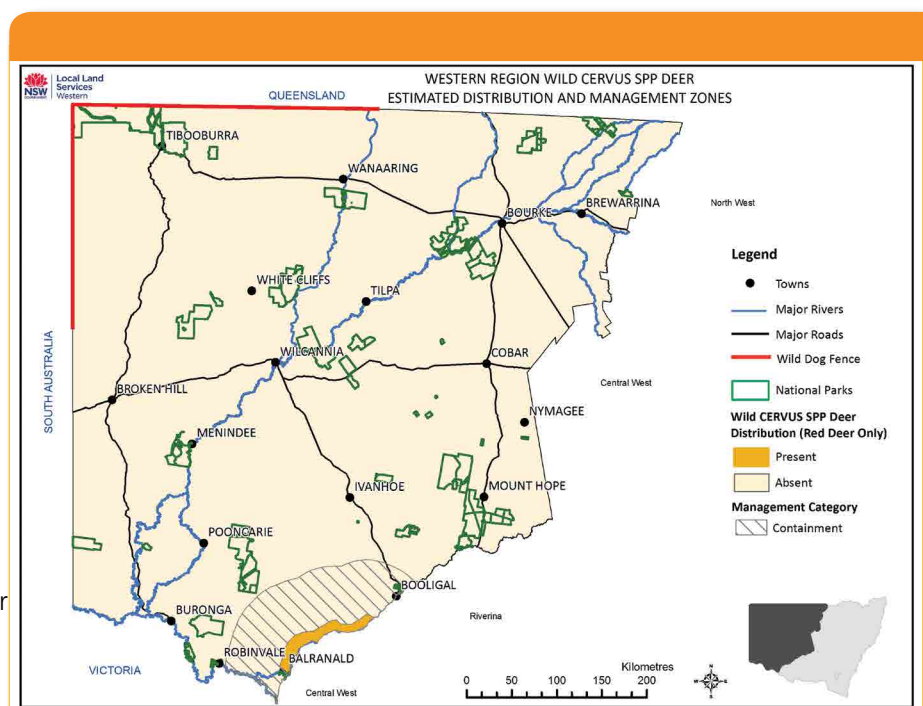 NSW
GOVERNMENT
Local Land
Services
Western
WESTERN REGION WILD CERVUS SPP DEER
ESTIMATED DISTRIBUTION AND MANAGEMENT ZONES
QUEENSLAND
TIBOOBURRA
WANAARING
BREWARRINA
North West
BOURKE
WHITE CLIFFS
TILPA
SOUTH AUSTRALIA
WILCANNIA
COBAR
BROKEN HILL
Central West
NYMAGEE
MENINDEE
IVANHOE
MOUNT HOPE
POONCARIE
BOOLIGAL
BURONGA
Riverina
ROBINVALE
BALRANALD
VICTORIA
Central West
Legend
Towns
Major Rivers
Major Roads
Wild Dog Fence
National Parks
Wild CERVUS SPP Deer
Distribution (Red Deer Only)
Present
Absent
Management Category
Containment
Kilometres
0 50 100 150 200
N
W E
S
r